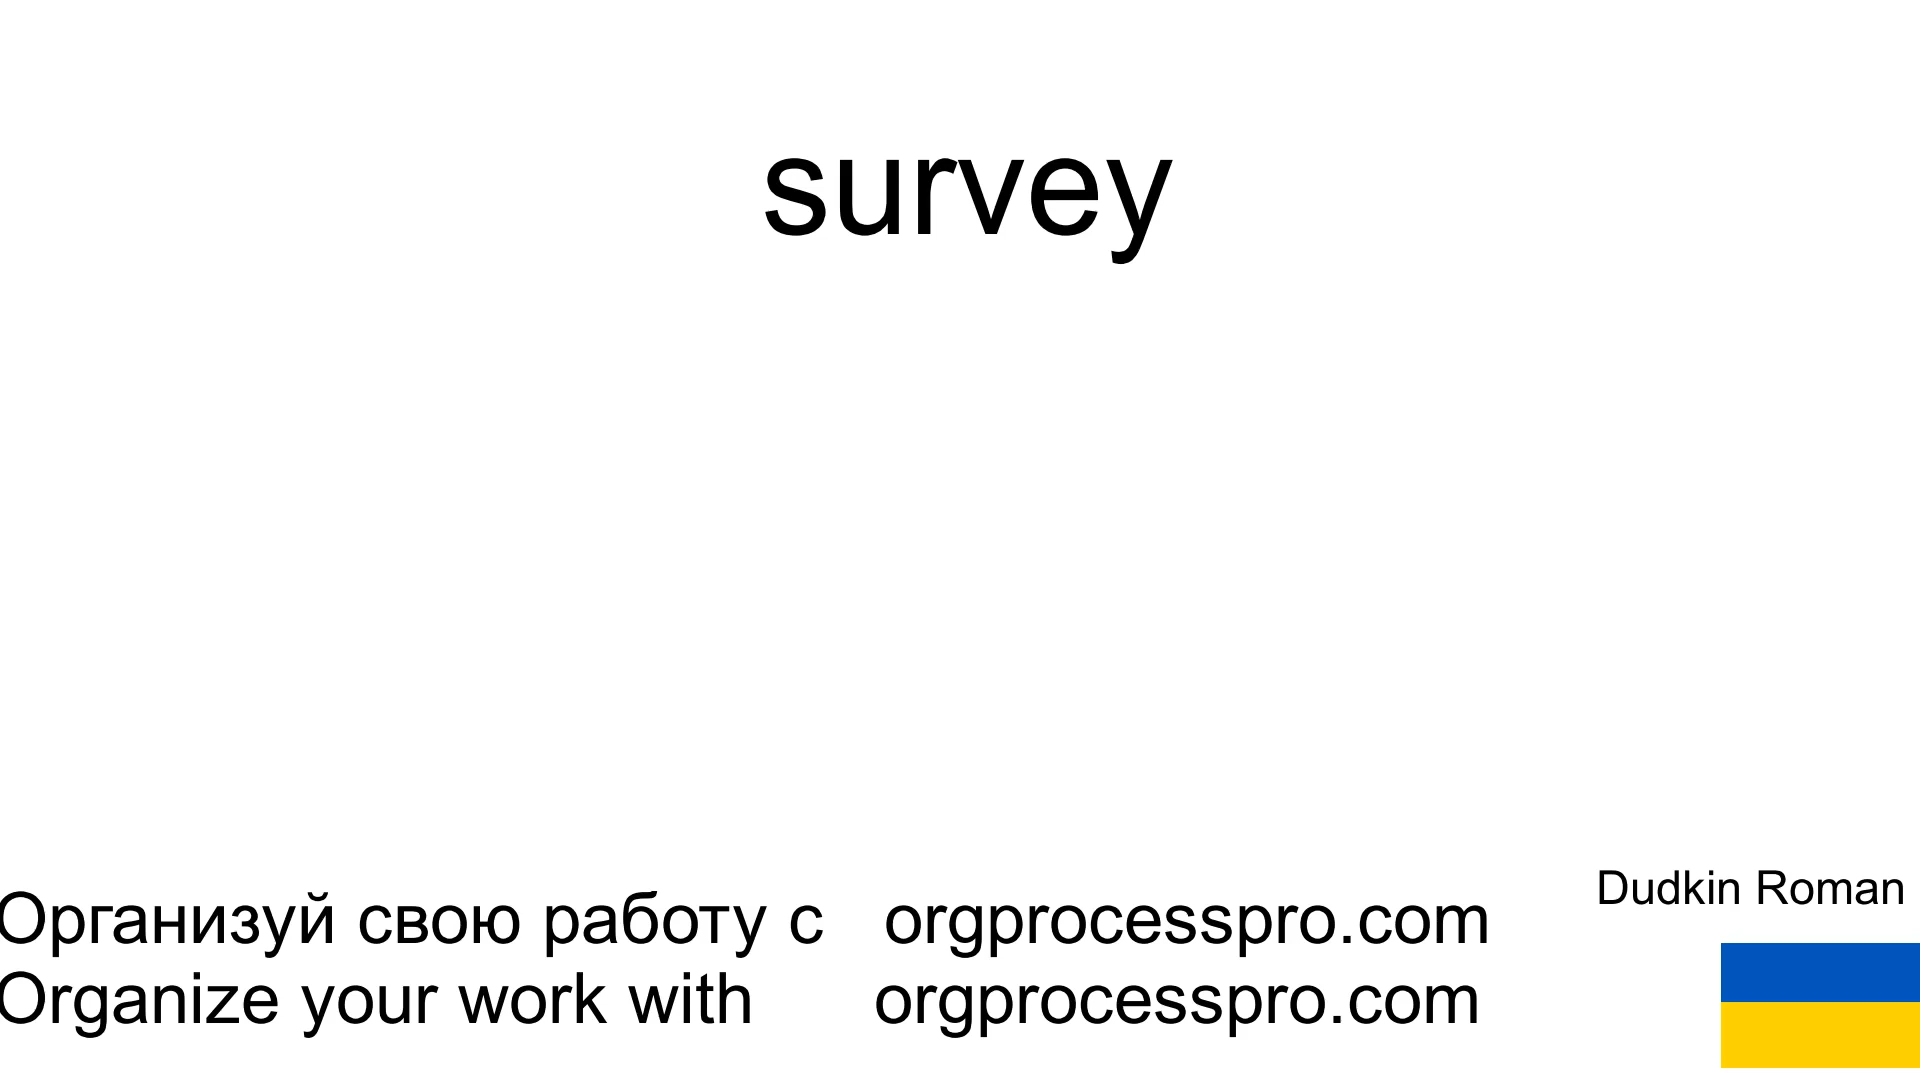 survey
Dudkin Roman
Организуй свою работу с orgprocesspro.com
Organize your work with orgprocesspro.com